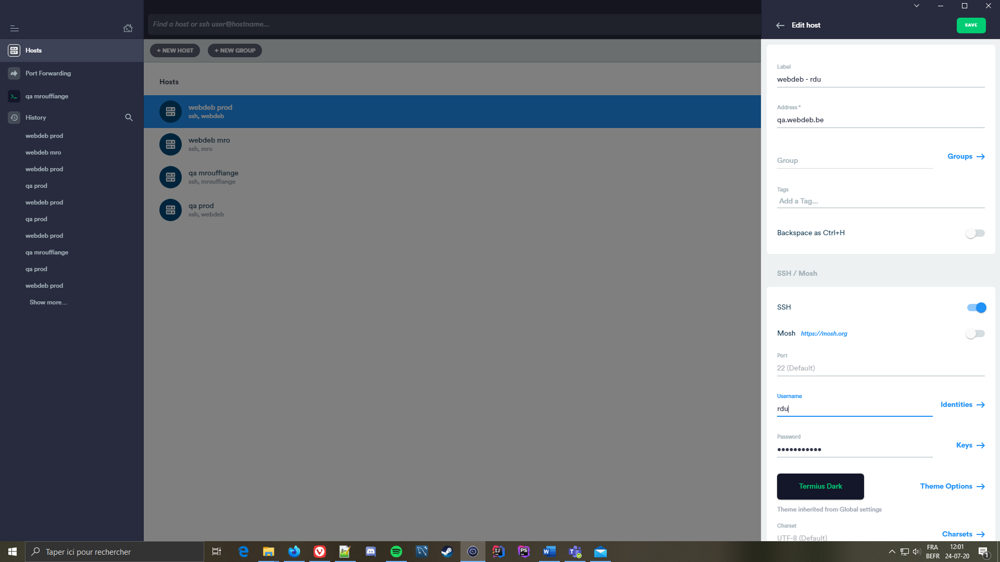 Find a host or ssh user@hostname...
Edit host
SAVE
Hosts
Port Forwarding
qa mrouffiange
History
webdeb prod
webdeb mro
webdeb prod
qa prod
webdeb prod
qa prod
webdeb prod
qa mrouffiange
qa prod
webdeb prod
Show more...
+ NEW HOST
+ NEW GROUP
Hosts
webdeb prod
ssh, webdeb
webdeb mro
ssh, mro
qa mrouffiange
ssh, mrouffiange
qa prod
ssh, webdeb
Label
webdeb - rdu
Address *
qa.webdeb.be
Group
Groups
Tags
Add a Tag...
Backspace as Ctrl+H
SSH / Mosh
SSH
Mosh https://mosh.org
Port
22 (Default)
Username
rdu
Identities
Password
●●●●●●●●●●●
Keys
Termius Dark
Theme Options
Theme inherited from Global settings
Charset
UTF-8 (Default)
Charsets
Taper ici pour rechercher
FRA
BEFR
12:01
24-07-20
1